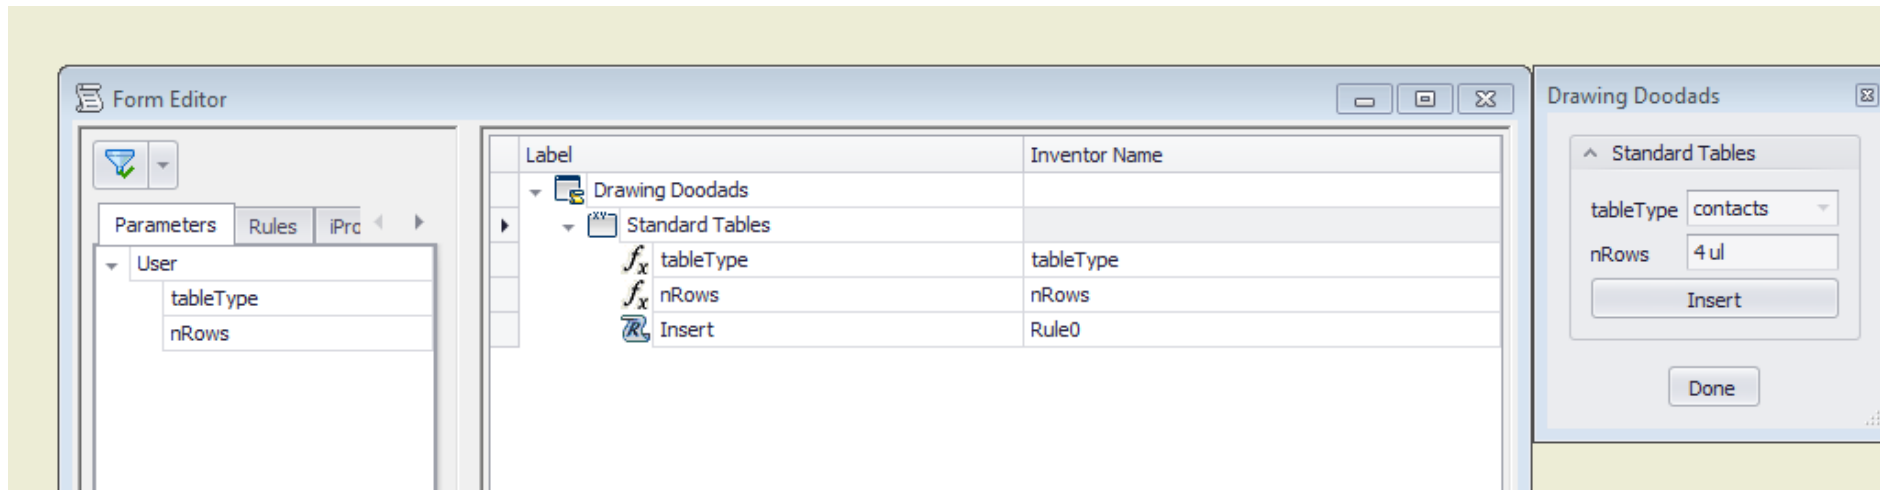 Form Editor
Parameters Rules iPro
User
tableType
nRows
Label Inventor Name
Drawing Doodads
Standard Tables
tableType tableType
nRows nRows
Insert Rule0
Drawing Doodads
Standard Tables
tableType contacts
nRows 4 ul
Insert
Done